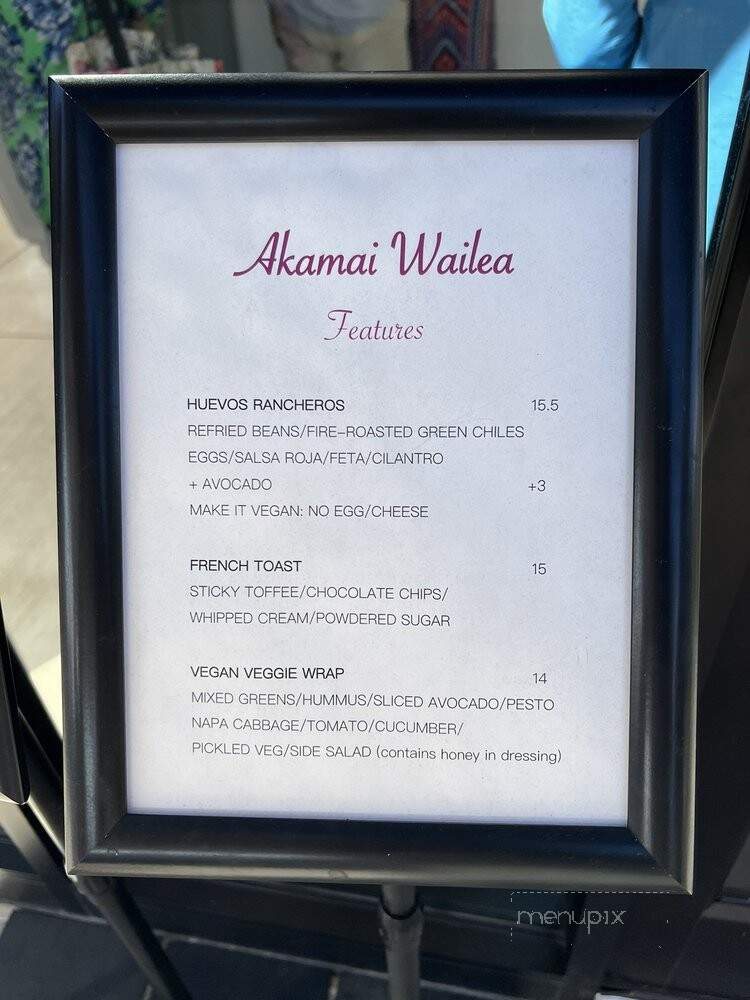 Akamai Wailea
Features
HUEVOS RANCHEROS 15.5
REFRIED BEANS/FIRE-ROASTED GREEN CHILES
EGGS/SALSA ROJA/FETA/CILANTRO
+ AVOCADO +3
MAKE IT VEGAN: NO EGG/CHEESE
FRENCH TOAST 15
STICKY TOFFEE/CHOCOLATE CHIPS/
WHIPPED CREAM/POWDERED SUGAR
VEGAN VEGGIE WRAP 14
MIXED GREENS/HUMMUS/SLICED AVOCADO/PESTO
NAPA CABBAGE/TOMATO/CUCUMBER/
PICKLED VEG/SIDE SALAD (contains honey in dressing)
menupix